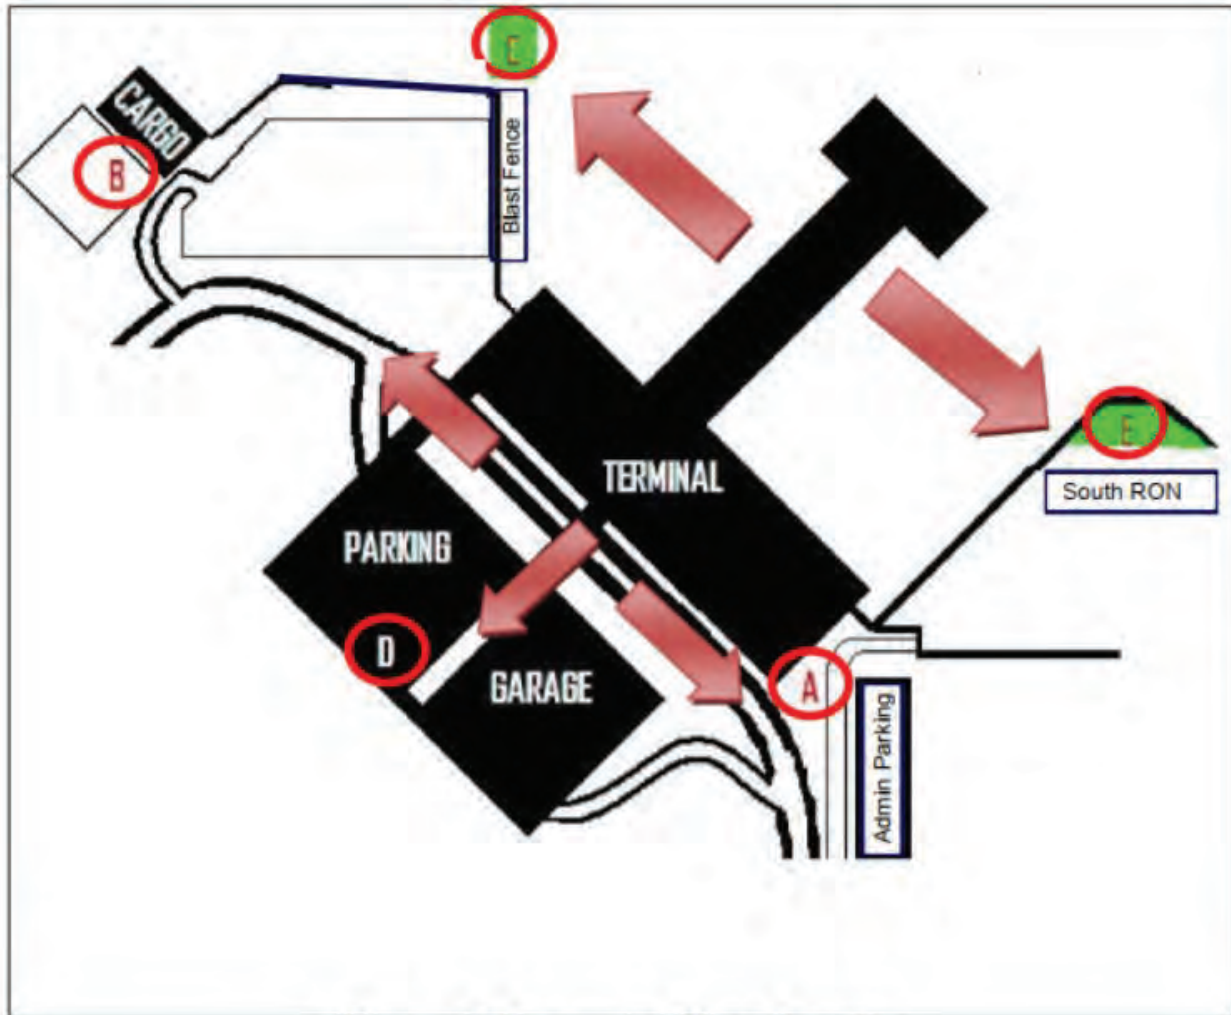 CARGO
B
Blast Fence
TERMINAL
E
South RON
PARKING
D
GARAGE
A
Admin Parking